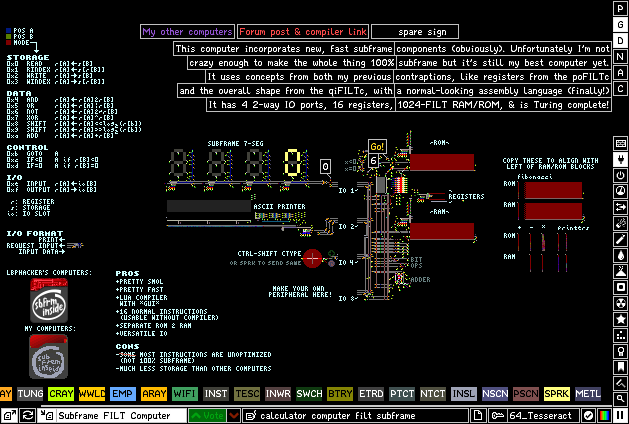 POS A
POS B
MODE
My other computers
Forum post & compiler link
spare sign
This computer incorporates new, fast subframe components (obviously). Unfortunately I'm not
crazy enough to make the whole thing 100% subframe but it's still my best computer yet.
It uses concepts from both my previous contraptions, like registers from the poFILTc
and the overall shape from the qiFILTc, with a normal-looking assembly language (finally!)
It has 4 2-way IO ports, 16 registers, 1024-FILT RAM/ROM, & is Turing complete!
STORAGE
0x0 READ
0x1 RINDEX
0x2 WRITE
0x3 WINDEX
DATA
0x4 AND
0x5 OR
0x6 NOT
0x7 XOR
0x8 SHIFT
0x9 SHIFT
0xa ADD
CONTROL
0xb GOTO A
0xc IF<0 A if r[B]<0
0xd IF=0 A if r[B]=0
I/O
0xe INPUT r[A]←io[B]
0xf OUTPUT r[A]→io[B]
r: REGISTER
s: STORAGE
io: IO SLOT
I/O FORMAT
PRINT←
REQUEST INPUT←
INPUT DATA→
LBPHACKER'S COMPUTERS:
sbfrm inside
MY COMPUTERS:
SUBFRAME 7-SEG
0
0
Go!
6
~ROM~
IO 1
REGISTERS
ASCII PRINTER
~RAM~
IO 2
CTRL-SHIFT CTYPE
OR SPRK TO SEND SAME
IO 4
BIT OPS
ADDER
MAKE YOUR OWN
PERIPHERAL HERE!
IO 8
COPY THESE TO ALIGN WITH
LEFT OF RAM/ROM BLOCKS
fibonacci
ROM
RAM
+ - x printers
ROM
RAM
PROS
+PRETTY SMOL
+PRETTY FAST
+LUA COMPILER
WITH *GUI*
+16 NORMAL INSTRUCTIONS
(USABLE WITHOUT COMPILER)
+SEPARATE ROM & RAM
+VERSATILE IO
CONS
-SOME MOST INSTRUCTIONS ARE UNOPTIMIZED
(NOT 100% SUBFRAME)
-MUCH LESS STORAGE THAN OTHER COMPUTERS
P
G
D
N
A
C
AY TUNG CRAY WWLD EMP ARAY WIFI INST TESC INWR SWCH BTRY ETRD PTCT NTCT INSL NSCN PSCN SPRK METL
Subframe FILT Computer
Vote
calculator computer filt subframe
64_Tesseract